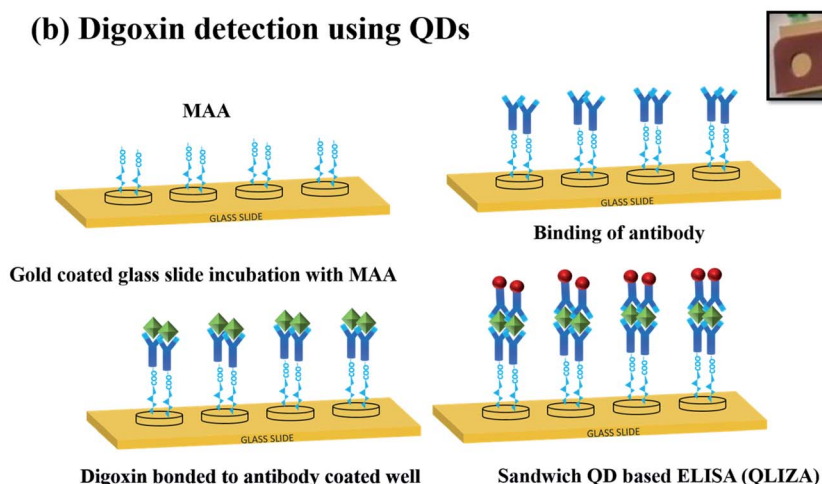 (b) Digoxin detection using QDs
MAA
GLASS SLIDE
Gold coated glass slide incubation with MAA
GLASS SLIDE
Binding of antibody
GLASS SLIDE
Digoxin bonded to antibody coated well
GLASS SLIDE
Sandwich QD based ELISA (QLIZA)